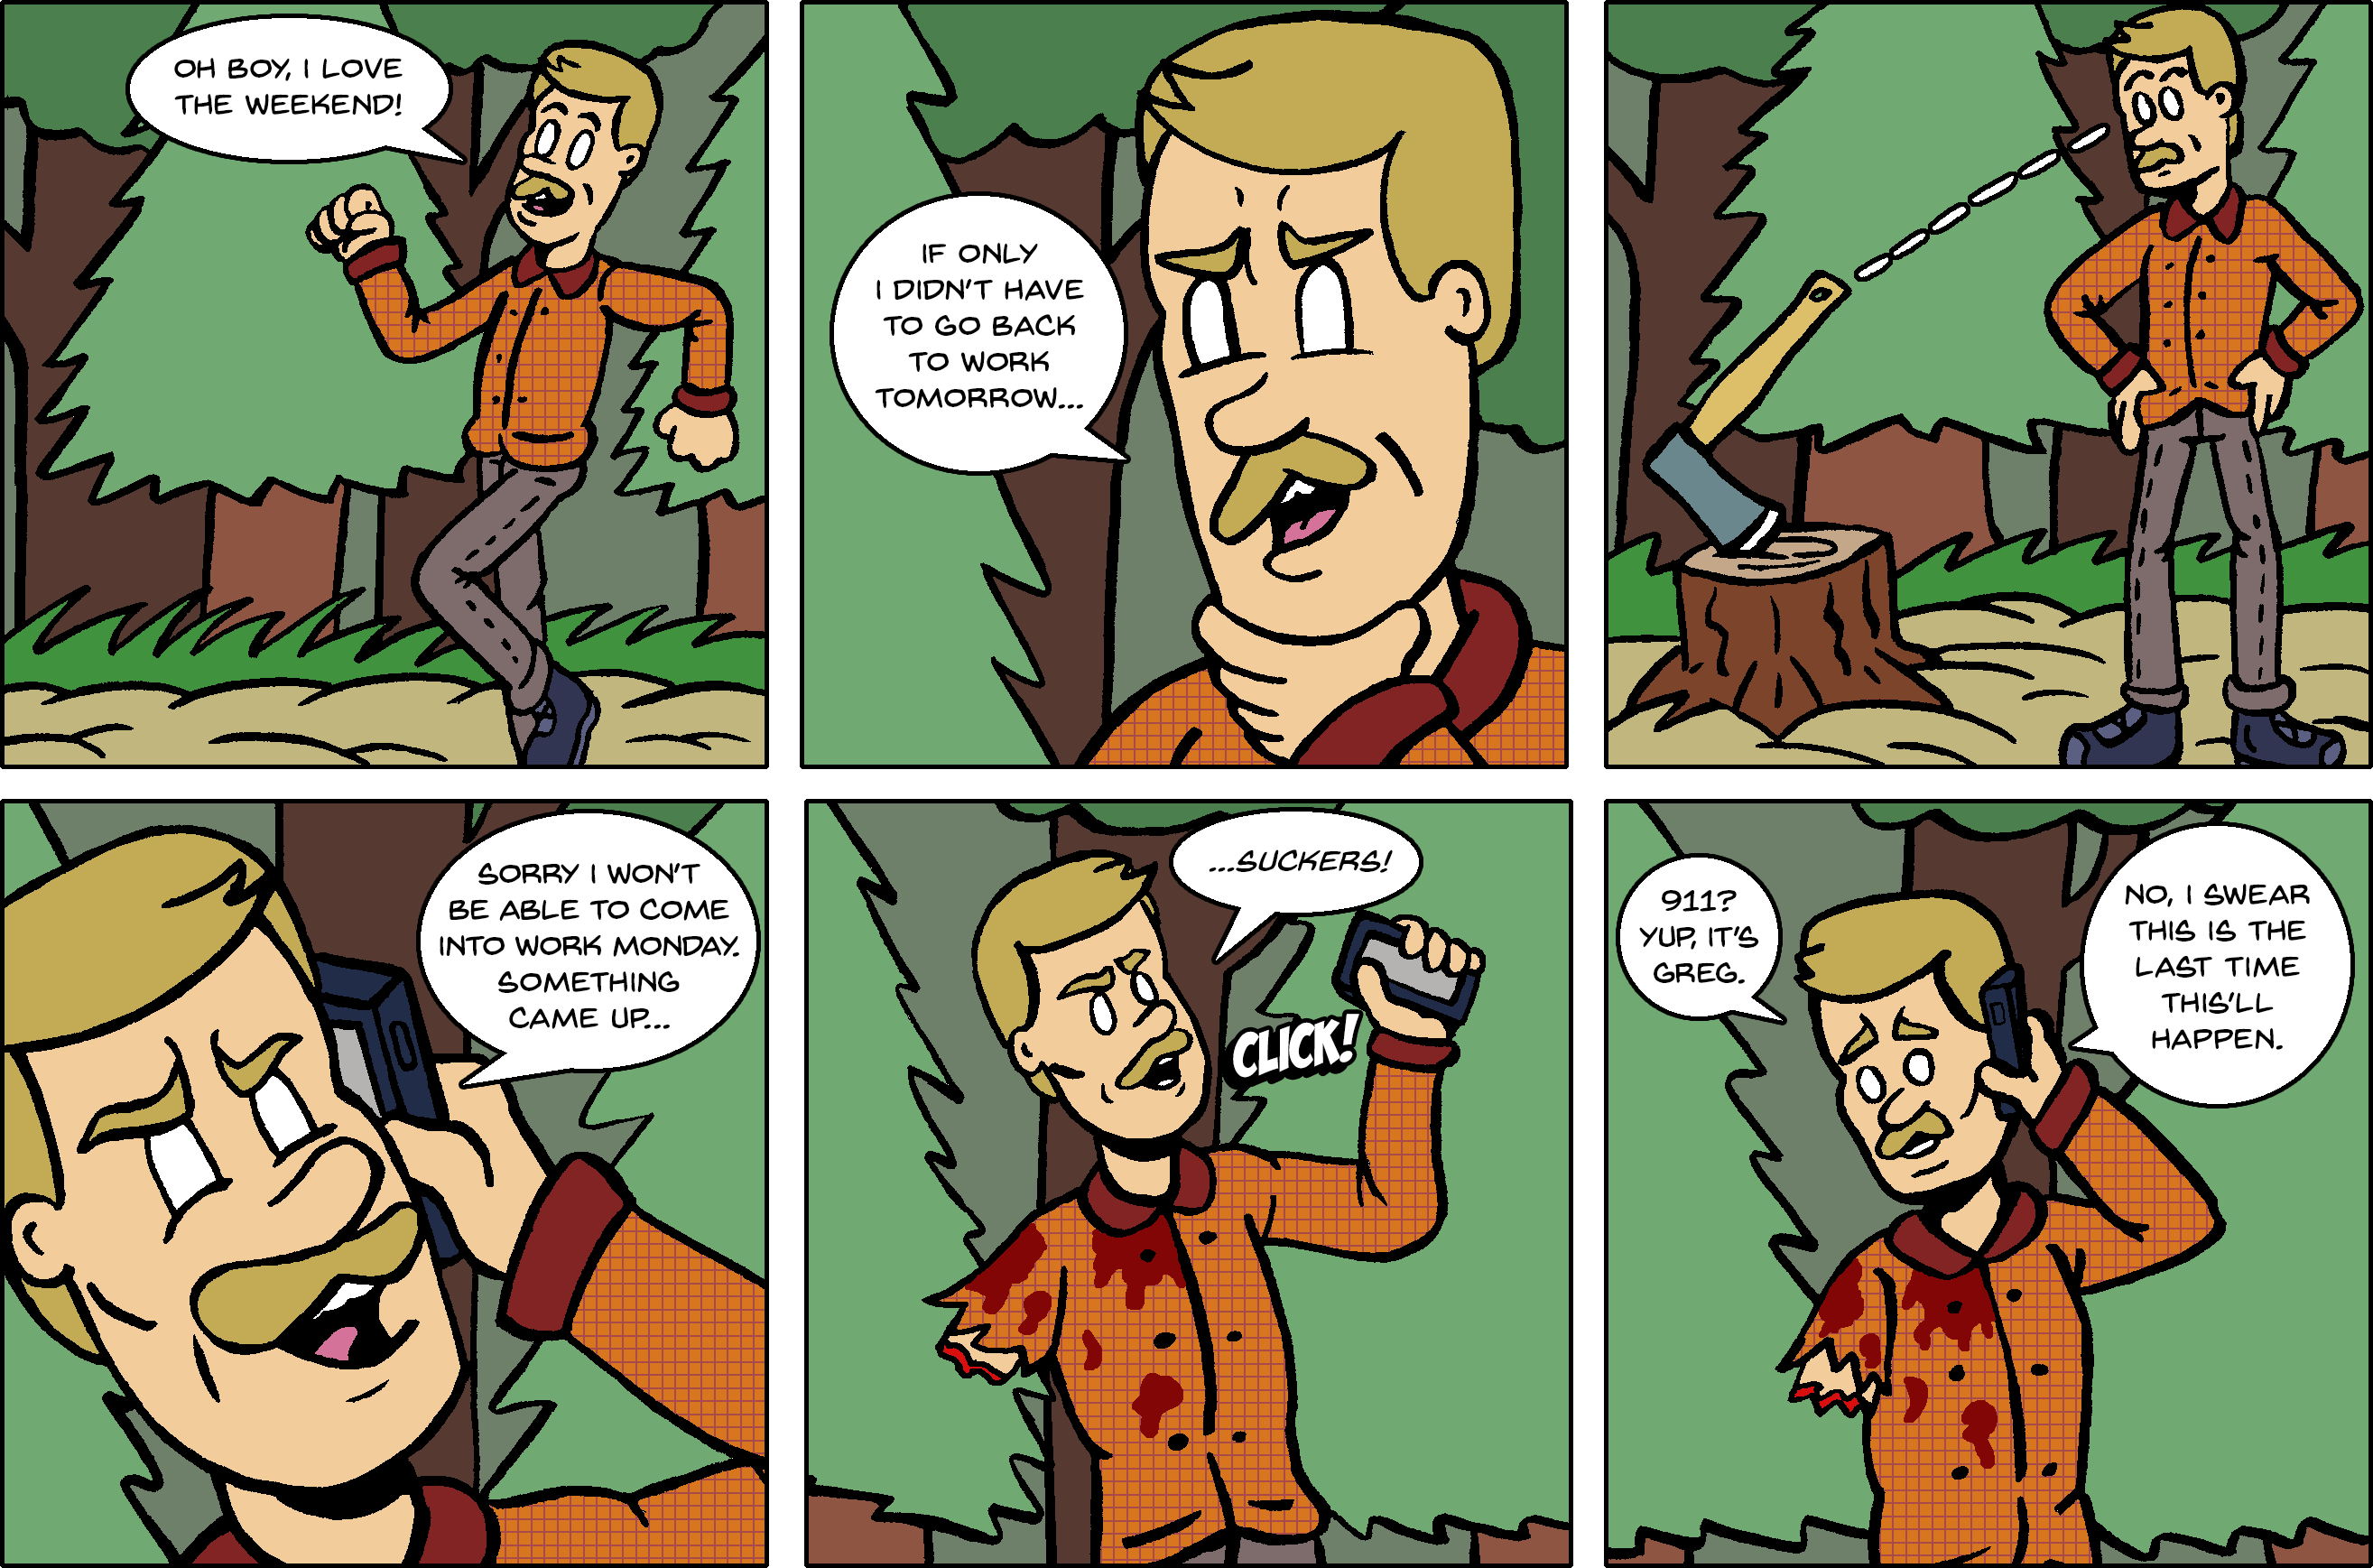 OH BOY, I LOVE
THE WEEKEND!
IF ONLY
I DIDN'T HAVE
TO GO BACK
TO WORK
TOMORROW...
SORRY I WON'T
BE ABLE TO COME
INTO WORK MONDAY.
SOMETHING
CAME UP...
...SUCKERS!
CLICK!
911?
YUP, IT'S
GREG.
NO, I SWEAR
THIS IS THE
LAST TIME
THIS'LL
HAPPEN.